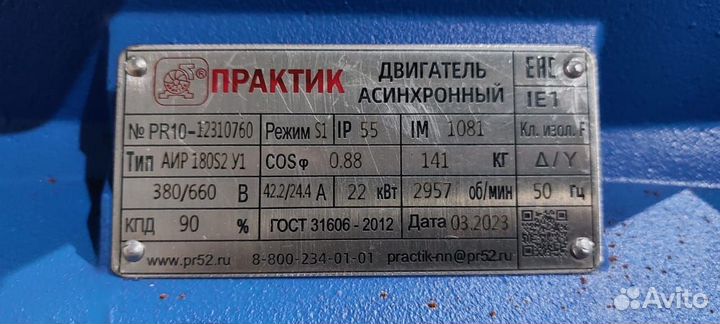 ПРАКТИК ДВИГАТЕЛЬ АСИНХРОННЫЙ EAC
IE1
№ PR10-12310760 Режим S1 IP 55 IM 1081 Кл. изол. F
Тип АИР 180S2 У1 COS φ 0.88 141 кг Δ/Y
380/660 В 42.2/24.4 А 22 кВт 2957 об/мин 50 Гц
КПД 90 % ГОСТ 31606-2012 Дата 03.2023
www.pr52.ru 8-800-234-01-01 practik-nn@pr52.ru
Avito